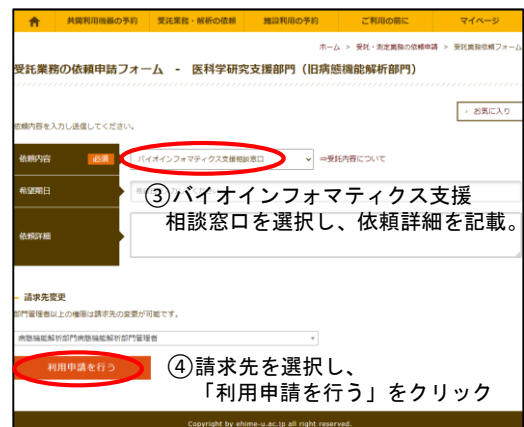 共同利用機器の予約 受託業務・解析の依頼 施設利用の予約 ご利用の前に マイページ
ホーム > 受託・測定業務の依頼申請 > 受託業務依頼フォーム
受託業務の依頼申請フォーム - 医科学研究支援部門(旧病態機能解析部門)
› お気に入り
依頼内容を入力し送信してください。
依頼内容 必須 バイオインフォマティクス支援相談窓口 ⇒受託内容について
希望期日
③バイオインフォマティクス支援
相談窓口を選択し、依頼詳細を記載。
依頼詳細
請求先変更
部門管理者以上の権限は請求先の変更が可能です。
病態機能解析部門病態機能解析部門管理者
利用申請を行う
④請求先を選択し、
「利用申請を行う」をクリック
Copyright by ehime-u.ac.jp all right reserved.